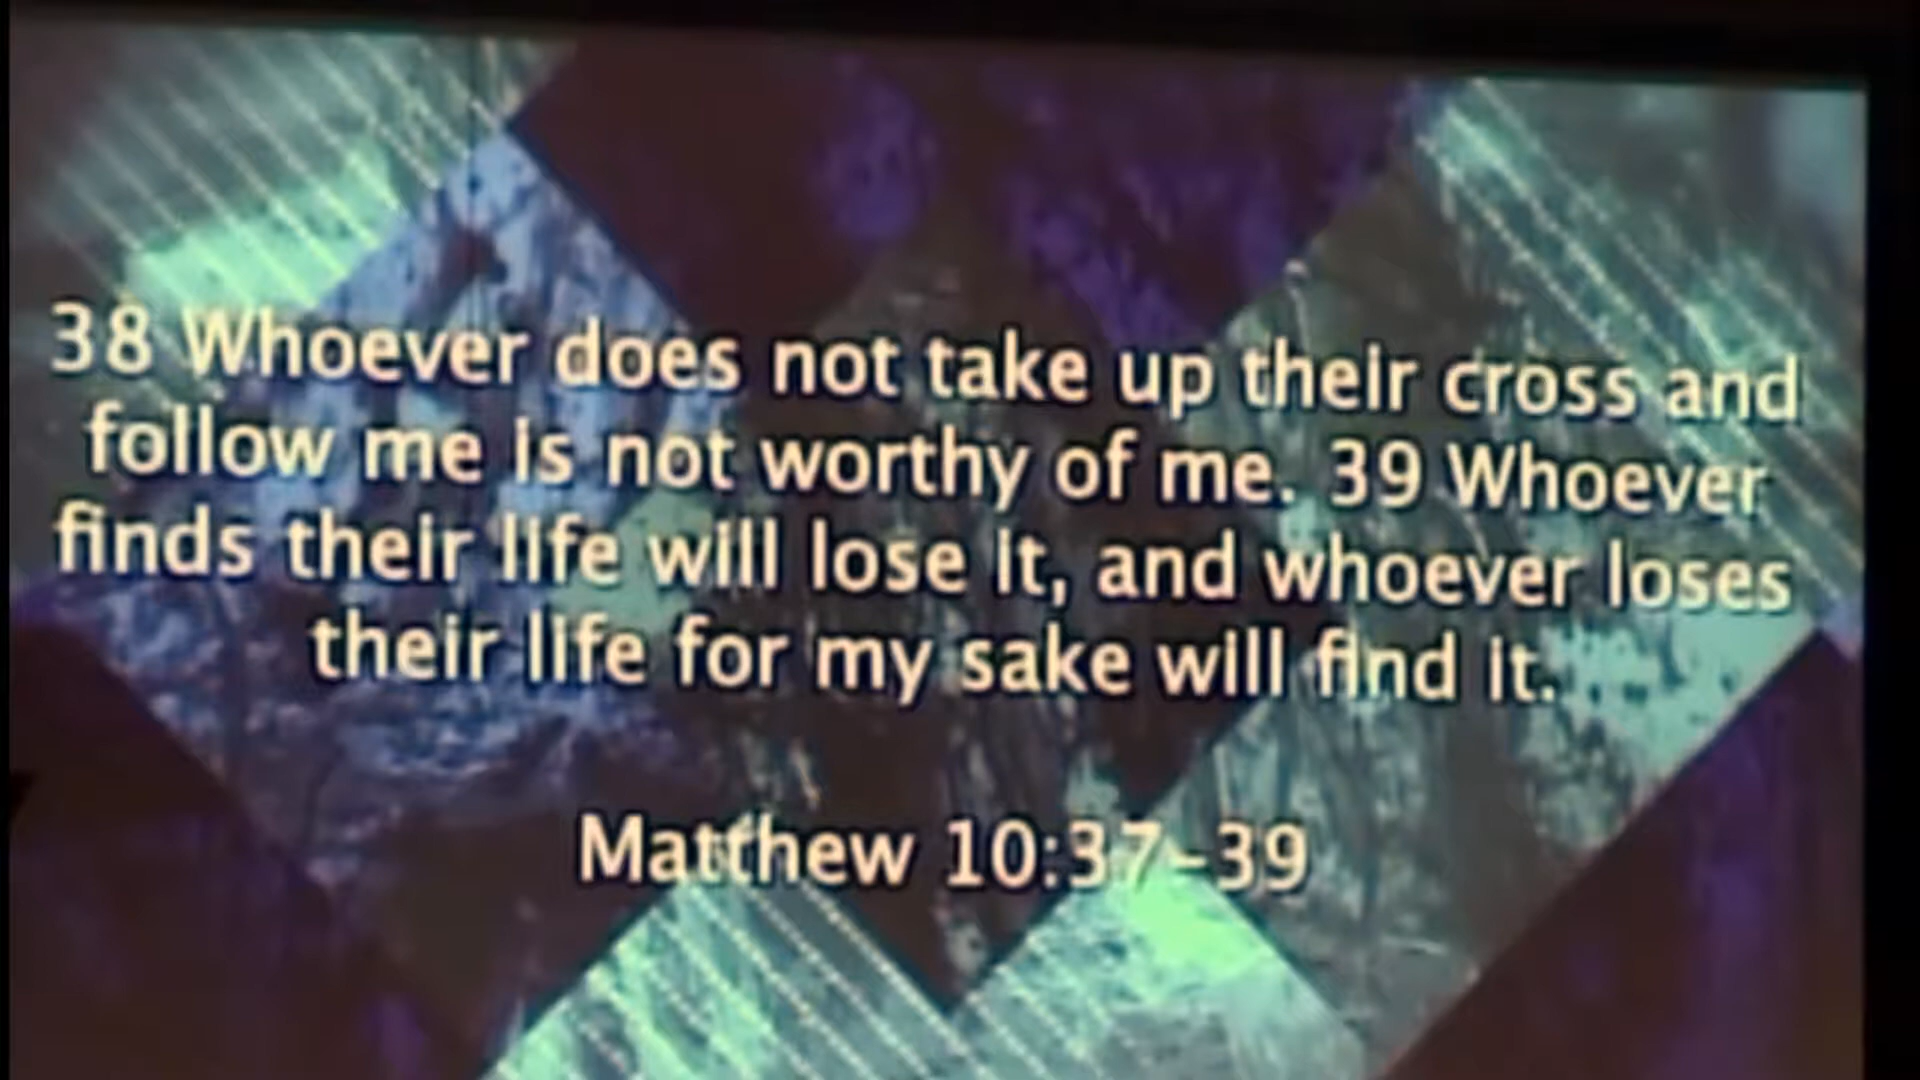 38 Whoever does not take up their cross and
follow me is not worthy of me. 39 Whoever
finds their life will lose it, and whoever loses
their life for my sake will find it.
Matthew 10:37-39